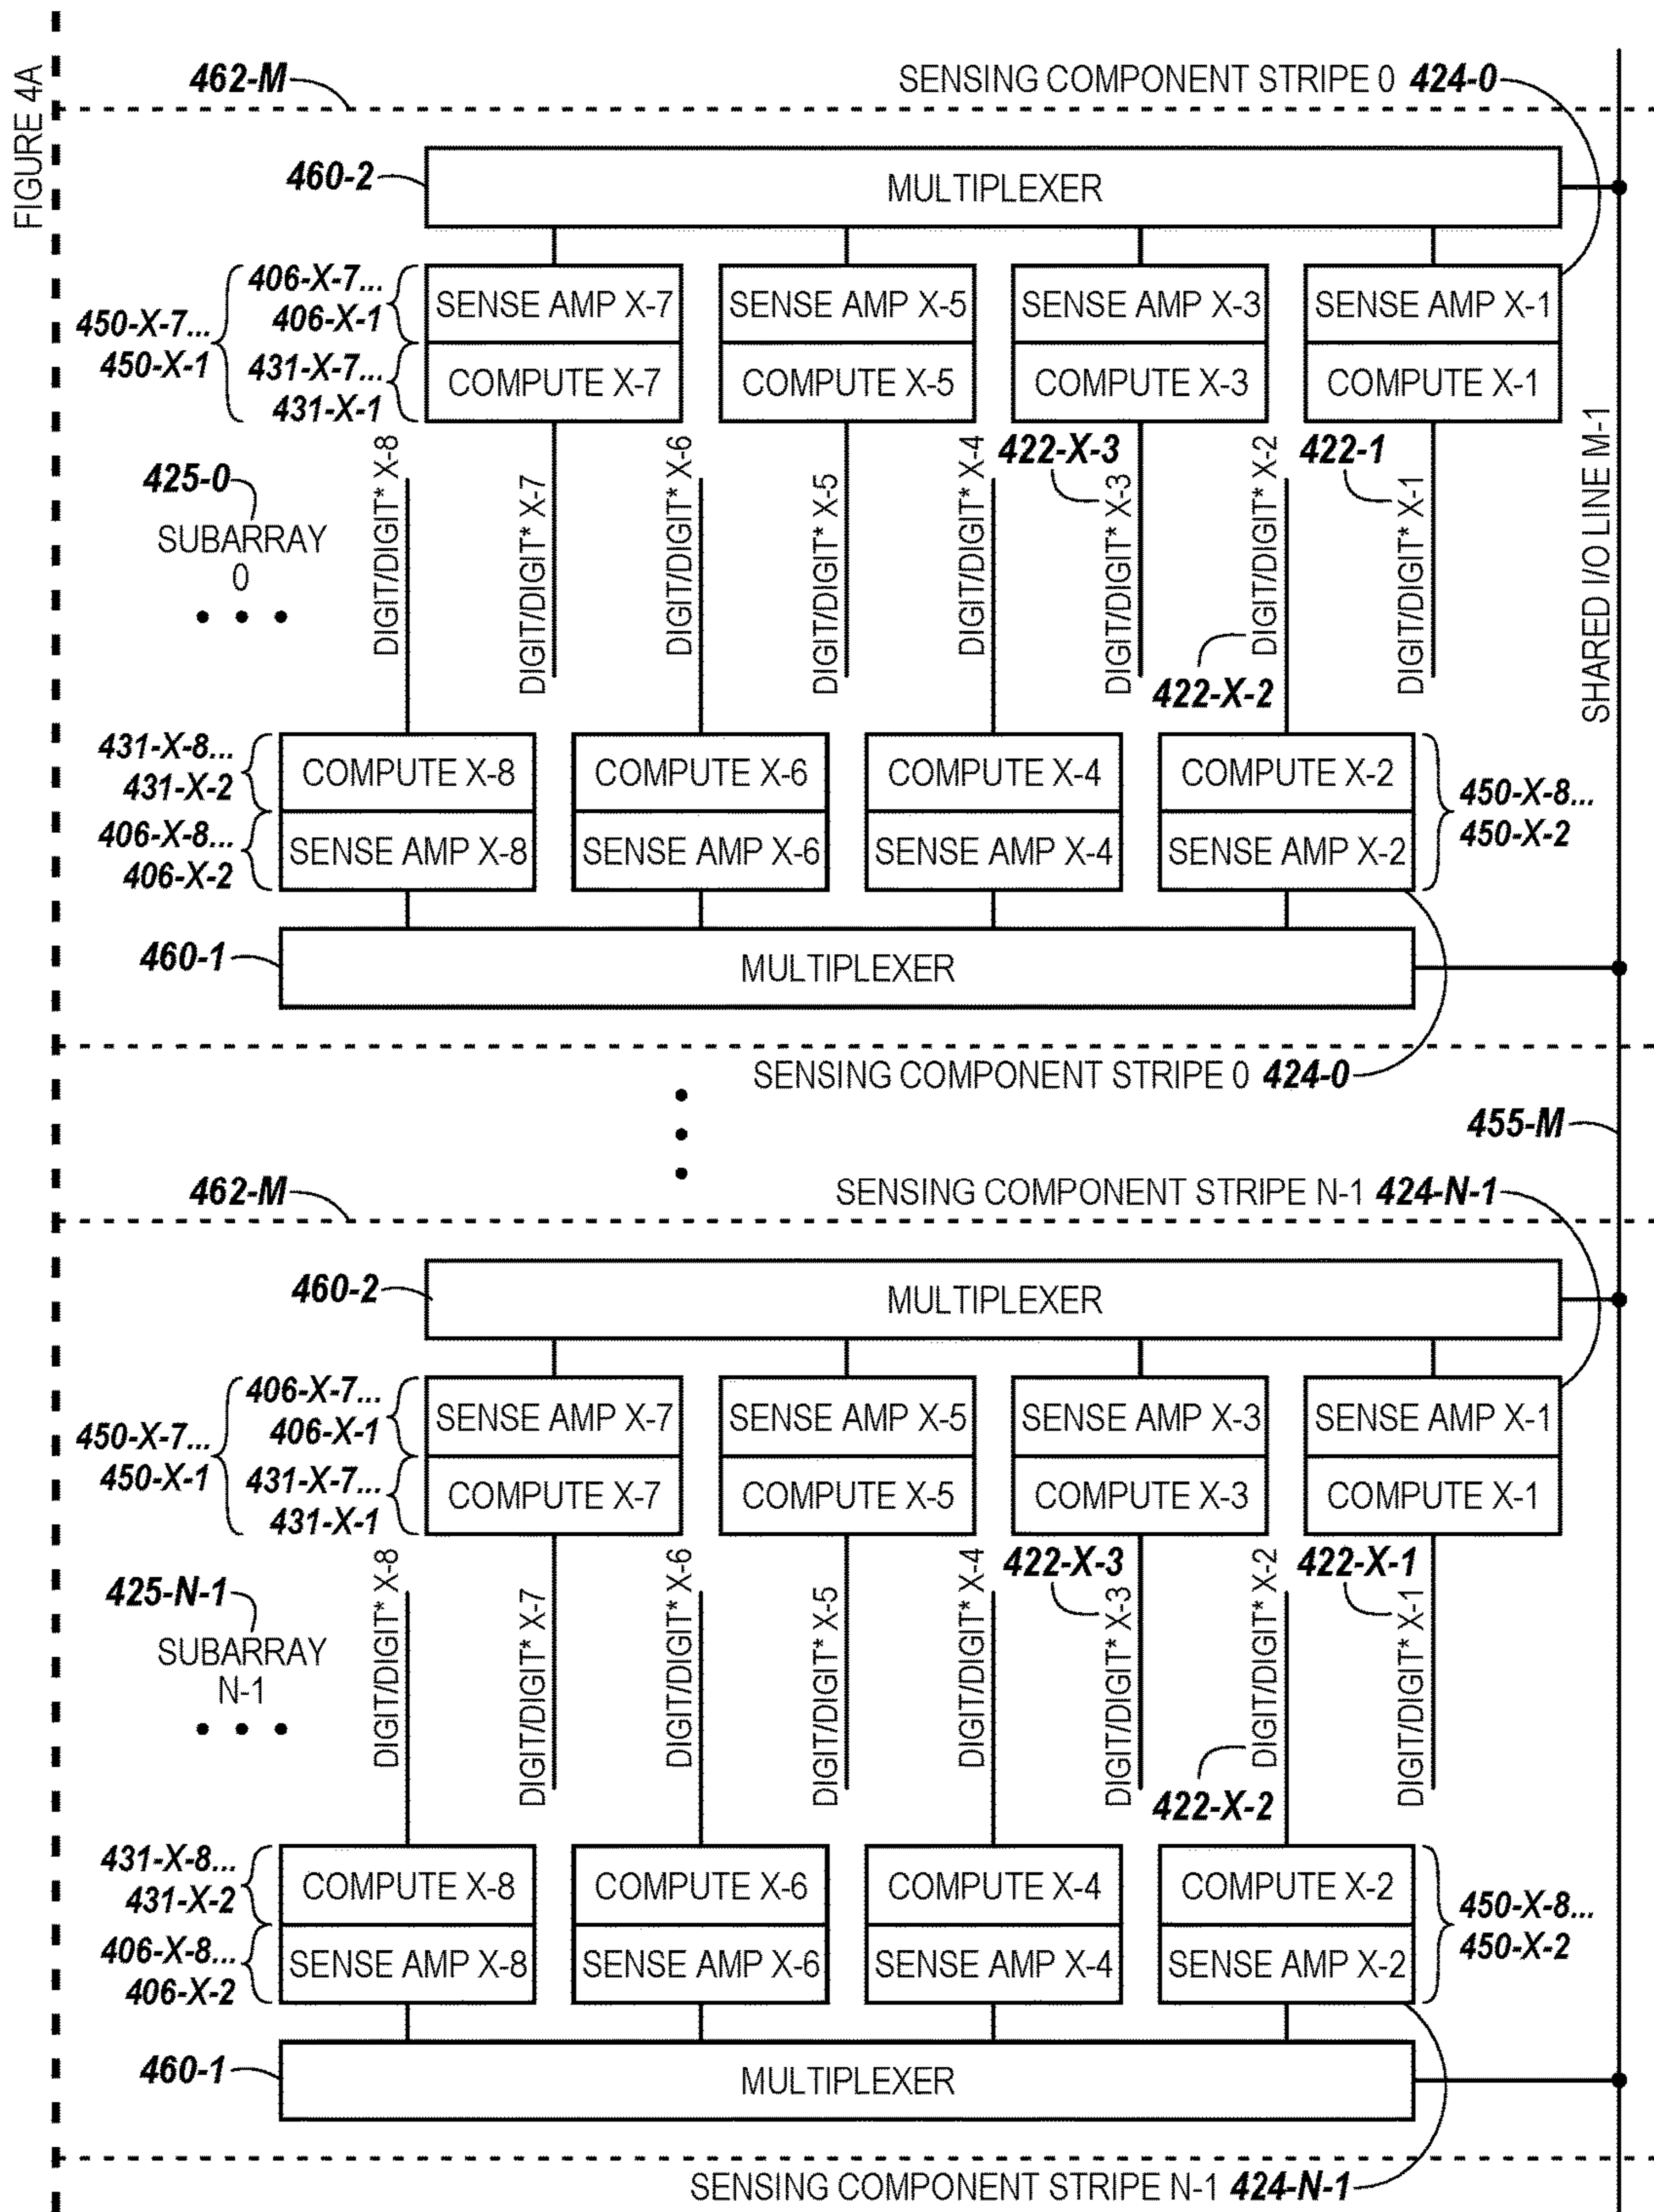 FIGURE 4A
462-M
SENSING COMPONENT STRIPE 0 424-0
460-2
MULTIPLEXER
406-X-7...
406-X-1
450-X-7...
450-X-1
431-X-7...
431-X-1
SENSE AMP X-7
SENSE AMP X-5
SENSE AMP X-3
SENSE AMP X-1
COMPUTE X-7
COMPUTE X-5
COMPUTE X-3
COMPUTE X-1
SHARED I/O LINE M-1
425-0
SUBARRAY
0
• • •
DIGIT/DIGIT* X-8
DIGIT/DIGIT* X-7
DIGIT/DIGIT* X-6
DIGIT/DIGIT* X-5
DIGIT/DIGIT* X-4
422-X-3
DIGIT/DIGIT* X-3
DIGIT/DIGIT* X-2
422-X-2
422-1
DIGIT/DIGIT* X-1
431-X-8...
431-X-2
406-X-8...
406-X-2
COMPUTE X-8
COMPUTE X-6
COMPUTE X-4
COMPUTE X-2
SENSE AMP X-8
SENSE AMP X-6
SENSE AMP X-4
SENSE AMP X-2
450-X-8...
450-X-2
460-1
MULTIPLEXER
SENSING COMPONENT STRIPE 0 424-0
455-M
462-M
SENSING COMPONENT STRIPE N-1 424-N-1
460-2
MULTIPLEXER
406-X-7...
406-X-1
450-X-7...
450-X-1
431-X-7...
431-X-1
SENSE AMP X-7
SENSE AMP X-5
SENSE AMP X-3
SENSE AMP X-1
COMPUTE X-7
COMPUTE X-5
COMPUTE X-3
COMPUTE X-1
425-N-1
SUBARRAY
N-1
• • •
DIGIT/DIGIT* X-8
DIGIT/DIGIT* X-7
DIGIT/DIGIT* X-6
DIGIT/DIGIT* X-5
DIGIT/DIGIT* X-4
422-X-3
DIGIT/DIGIT* X-3
DIGIT/DIGIT* X-2
422-X-2
422-X-1
DIGIT/DIGIT* X-1
431-X-8...
431-X-2
406-X-8...
406-X-2
COMPUTE X-8
COMPUTE X-6
COMPUTE X-4
COMPUTE X-2
SENSE AMP X-8
SENSE AMP X-6
SENSE AMP X-4
SENSE AMP X-2
450-X-8...
450-X-2
460-1
MULTIPLEXER
SENSING COMPONENT STRIPE N-1 424-N-1